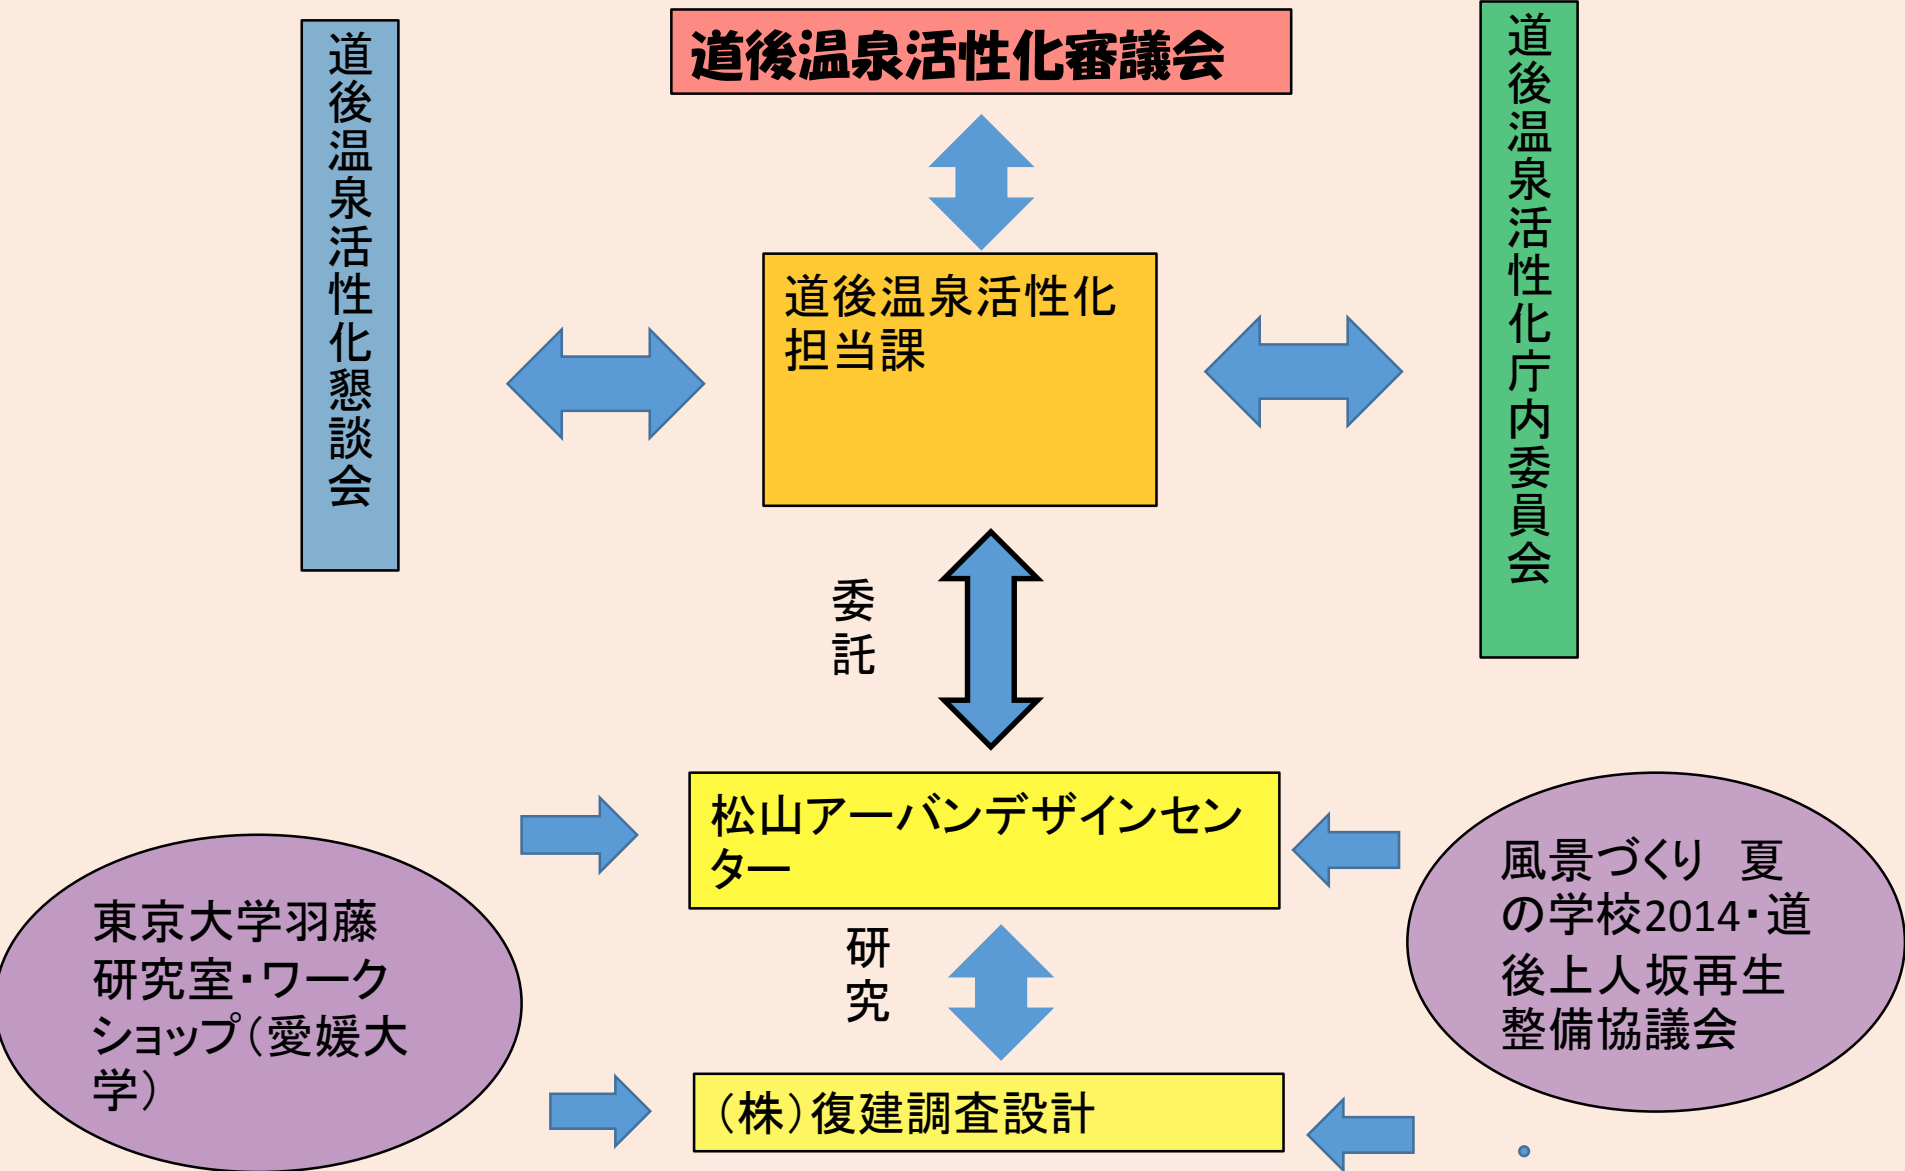 道後温泉活性化審議会
道後温泉活性化懇談会
道後温泉活性化
担当課
道後温泉活性化庁内委員会
委託
松山アーバンデザインセン
ター
研究
（株）復建調査設計
東京大学羽藤
研究室・ワーク
ショップ（愛媛大
学）
風景づくり　夏
の学校2014・道
後上人坂再生
整備協議会